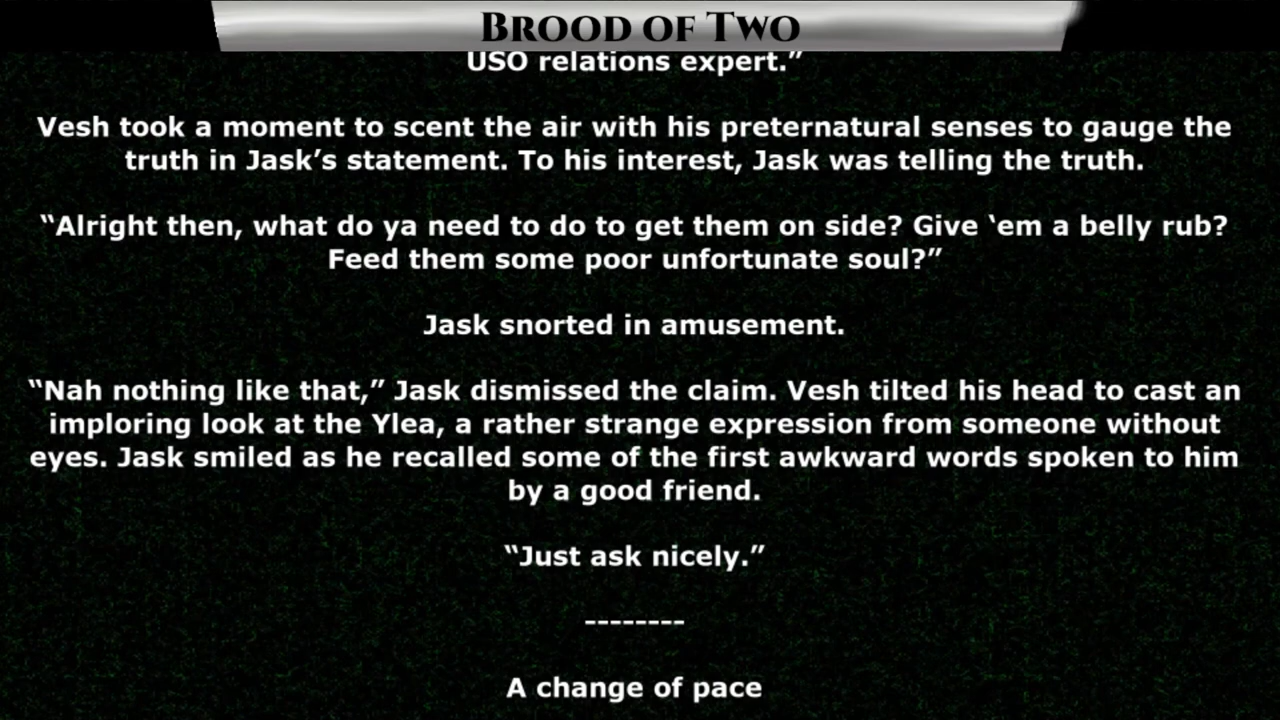 Brood of Two
USO relations expert.”
Vesh took a moment to scent the air with his preternatural senses to gauge the
truth in Jask’s statement. To his interest, Jask was telling the truth.
“Alright then, what do ya need to do to get them on side? Give ‘em a belly rub?
Feed them some poor unfortunate soul?”
Jask snorted in amusement.
“Nah nothing like that,” Jask dismissed the claim. Vesh tilted his head to cast an
imploring look at the Ylea, a rather strange expression from someone without
eyes. Jask smiled as he recalled some of the first awkward words spoken to him
by a good friend.
“Just ask nicely.”
--------
A change of pace